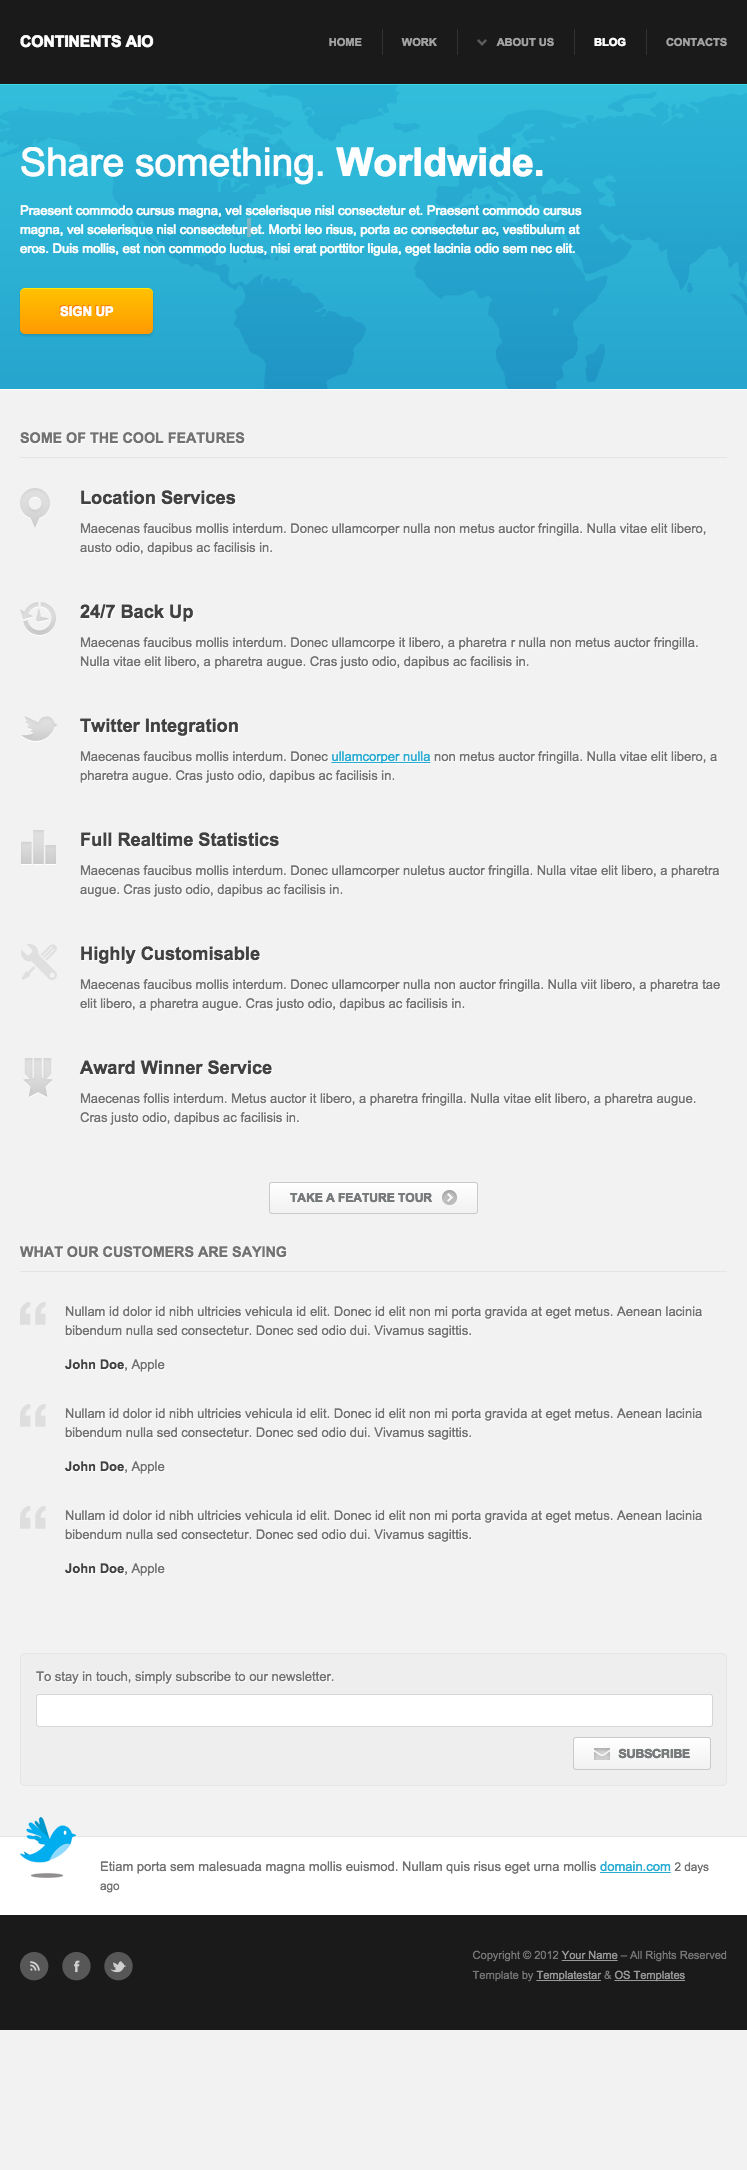 CONTINENTS AIO
HOME
WORK
ABOUT US
BLOG
CONTACTS
Share something. Worldwide.
Praesent commodo cursus magna, vel scelerisque nisl consectetur et. Praesent commodo cursus
magna, vel scelerisque nisl consectetur et. Morbi leo risus, porta ac consectetur ac, vestibulum at
eros. Duis mollis, est non commodo luctus, nisi erat porttitor ligula, eget lacinia odio sem nec elit.
SIGN UP
SOME OF THE COOL FEATURES
Location Services
Maecenas faucibus mollis interdum. Donec ullamcorper nulla non metus auctor fringilla. Nulla vitae elit libero,
austo odio, dapibus ac facilisis in.
24/7 Back Up
Maecenas faucibus mollis interdum. Donec ullamcorpe it libero, a pharetra r nulla non metus auctor fringilla.
Nulla vitae elit libero, a pharetra augue. Cras justo odio, dapibus ac facilisis in.
Twitter Integration
Maecenas faucibus mollis interdum. Donec ullamcorper nulla non metus auctor fringilla. Nulla vitae elit libero, a
pharetra augue. Cras justo odio, dapibus ac facilisis in.
Full Realtime Statistics
Maecenas faucibus mollis interdum. Donec ullamcorper nuletus auctor fringilla. Nulla vitae elit libero, a pharetra
augue. Cras justo odio, dapibus ac facilisis in.
Highly Customisable
Maecenas faucibus mollis interdum. Donec ullamcorper nulla non auctor fringilla. Nulla viit libero, a pharetra tae
elit libero, a pharetra augue. Cras justo odio, dapibus ac facilisis in.
Award Winner Service
Maecenas follis interdum. Metus auctor it libero, a pharetra fringilla. Nulla vitae elit libero, a pharetra augue.
Cras justo odio, dapibus ac facilisis in.
TAKE A FEATURE TOUR
WHAT OUR CUSTOMERS ARE SAYING
Nullam id dolor id nibh ultricies vehicula id elit. Donec id elit non mi porta gravida at eget metus. Aenean lacinia
bibendum nulla sed consectetur. Donec sed odio dui. Vivamus sagittis.
John Doe, Apple
Nullam id dolor id nibh ultricies vehicula id elit. Donec id elit non mi porta gravida at eget metus. Aenean lacinia
bibendum nulla sed consectetur. Donec sed odio dui. Vivamus sagittis.
John Doe, Apple
Nullam id dolor id nibh ultricies vehicula id elit. Donec id elit non mi porta gravida at eget metus. Aenean lacinia
bibendum nulla sed consectetur. Donec sed odio dui. Vivamus sagittis.
John Doe, Apple
To stay in touch, simply subscribe to our newsletter.
SUBSCRIBE
Etiam porta sem malesuada magna mollis euismod. Nullam quis risus eget urna mollis domain.com 2 days
ago
Copyright © 2012 Your Name – All Rights Reserved
Template by Templatestar & OS Templates